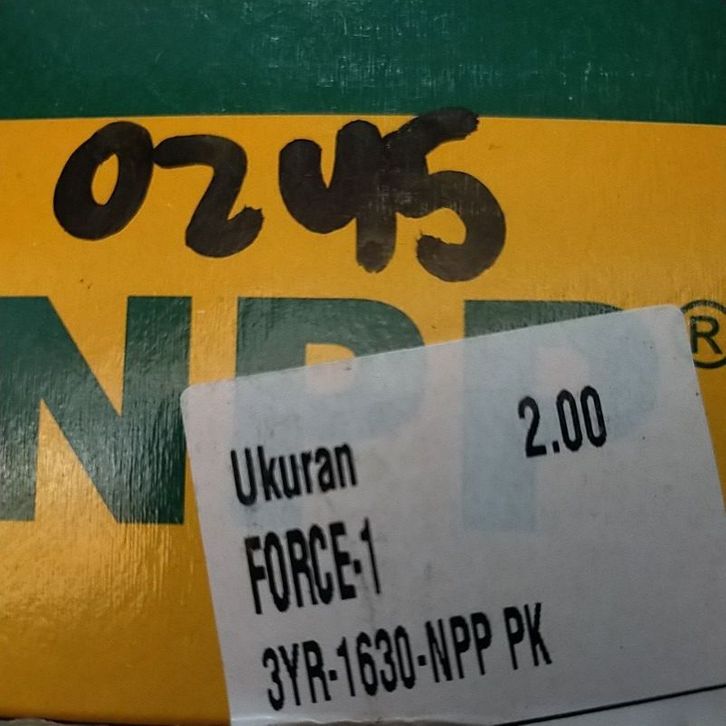 0245
NPP®
Ukuran 2.00
FORCE-1
3YR-1630-NPP PK